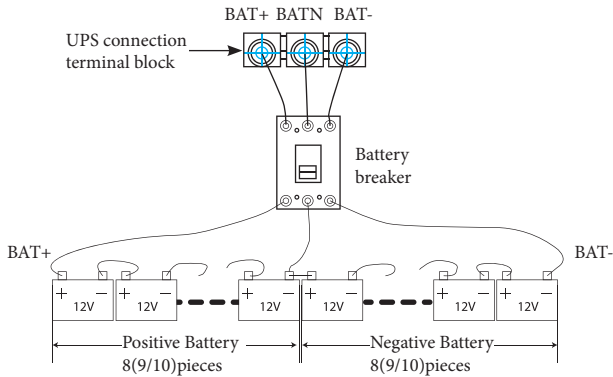 BAT+ BATN BAT-
UPS connection
terminal block
Battery
breaker
BAT+
BAT-
+ − + − + − + − + − + −
12V 12V 12V 12V 12V 12V
Positive Battery
8(9/10)pieces
Negative Battery
8(9/10)pieces